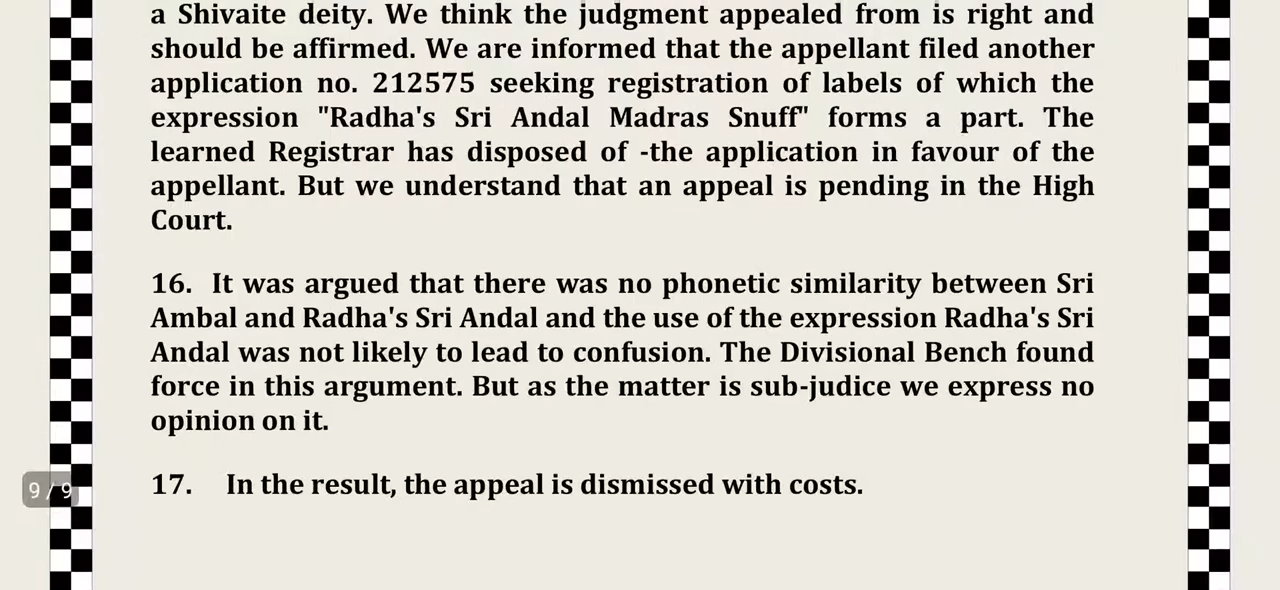 a Shivaite deity. We think the judgment appealed from is right and
should be affirmed. We are informed that the appellant filed another
application no. 212575 seeking registration of labels of which the
expression "Radha's Sri Andal Madras Snuff" forms a part. The
learned Registrar has disposed of -the application in favour of the
appellant. But we understand that an appeal is pending in the High
Court.
16. It was argued that there was no phonetic similarity between Sri
Ambal and Radha's Sri Andal and the use of the expression Radha's Sri
Andal was not likely to lead to confusion. The Divisional Bench found
force in this argument. But as the matter is sub-judice we express no
opinion on it.
9 / 9
17. In the result, the appeal is dismissed with costs.